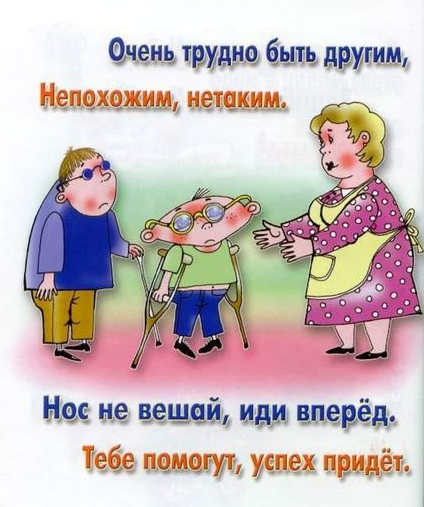 Очень трудно быть другим,
Непохожим, нетаким.
Нос не вешай, иди вперёд.
Тебе помогут, успех придёт.